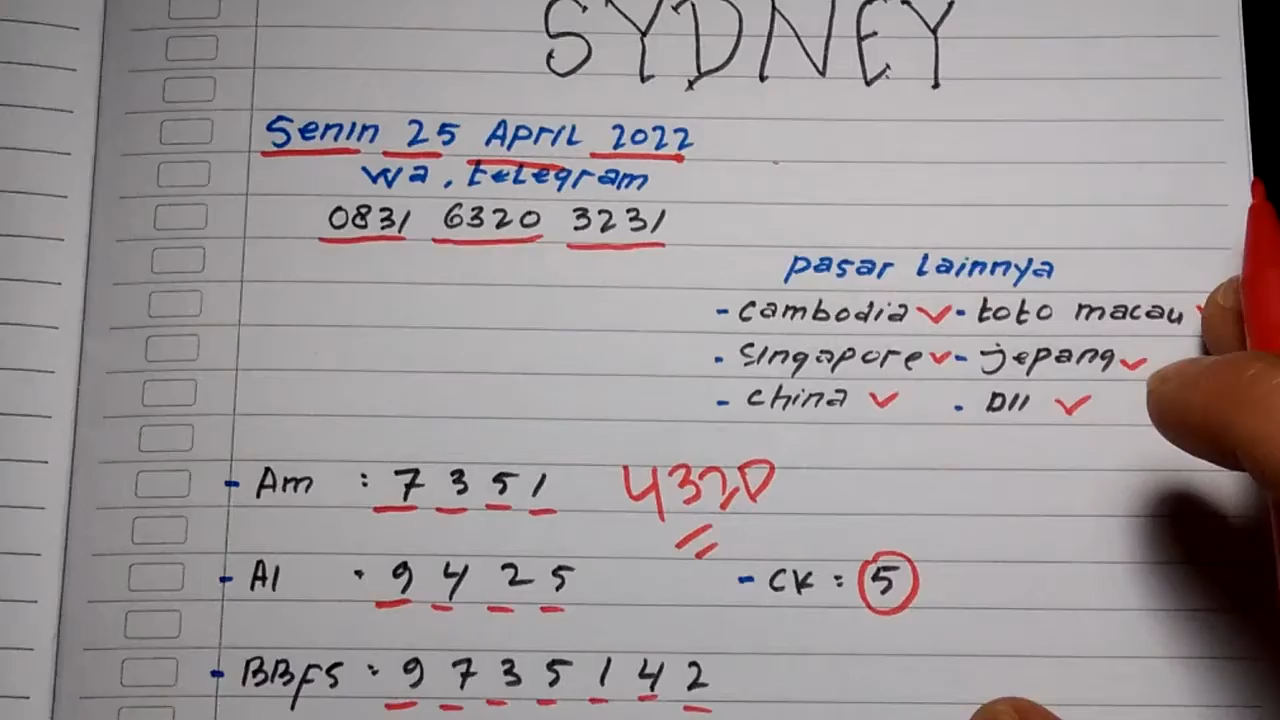 SYDNEY
Senin 25 April 2022
wa, telegram
0831 6320 3231
pasar lainnya
- cambodia ✓ - toto macau ✓
- singapore ✓ - jepang ✓
- china ✓ - Dll ✓
- Am : 7 3 5 1 432D
- AI : 9 4 2 5 - CK : 5
- BBFS : 9 7 3 5 1 4 2